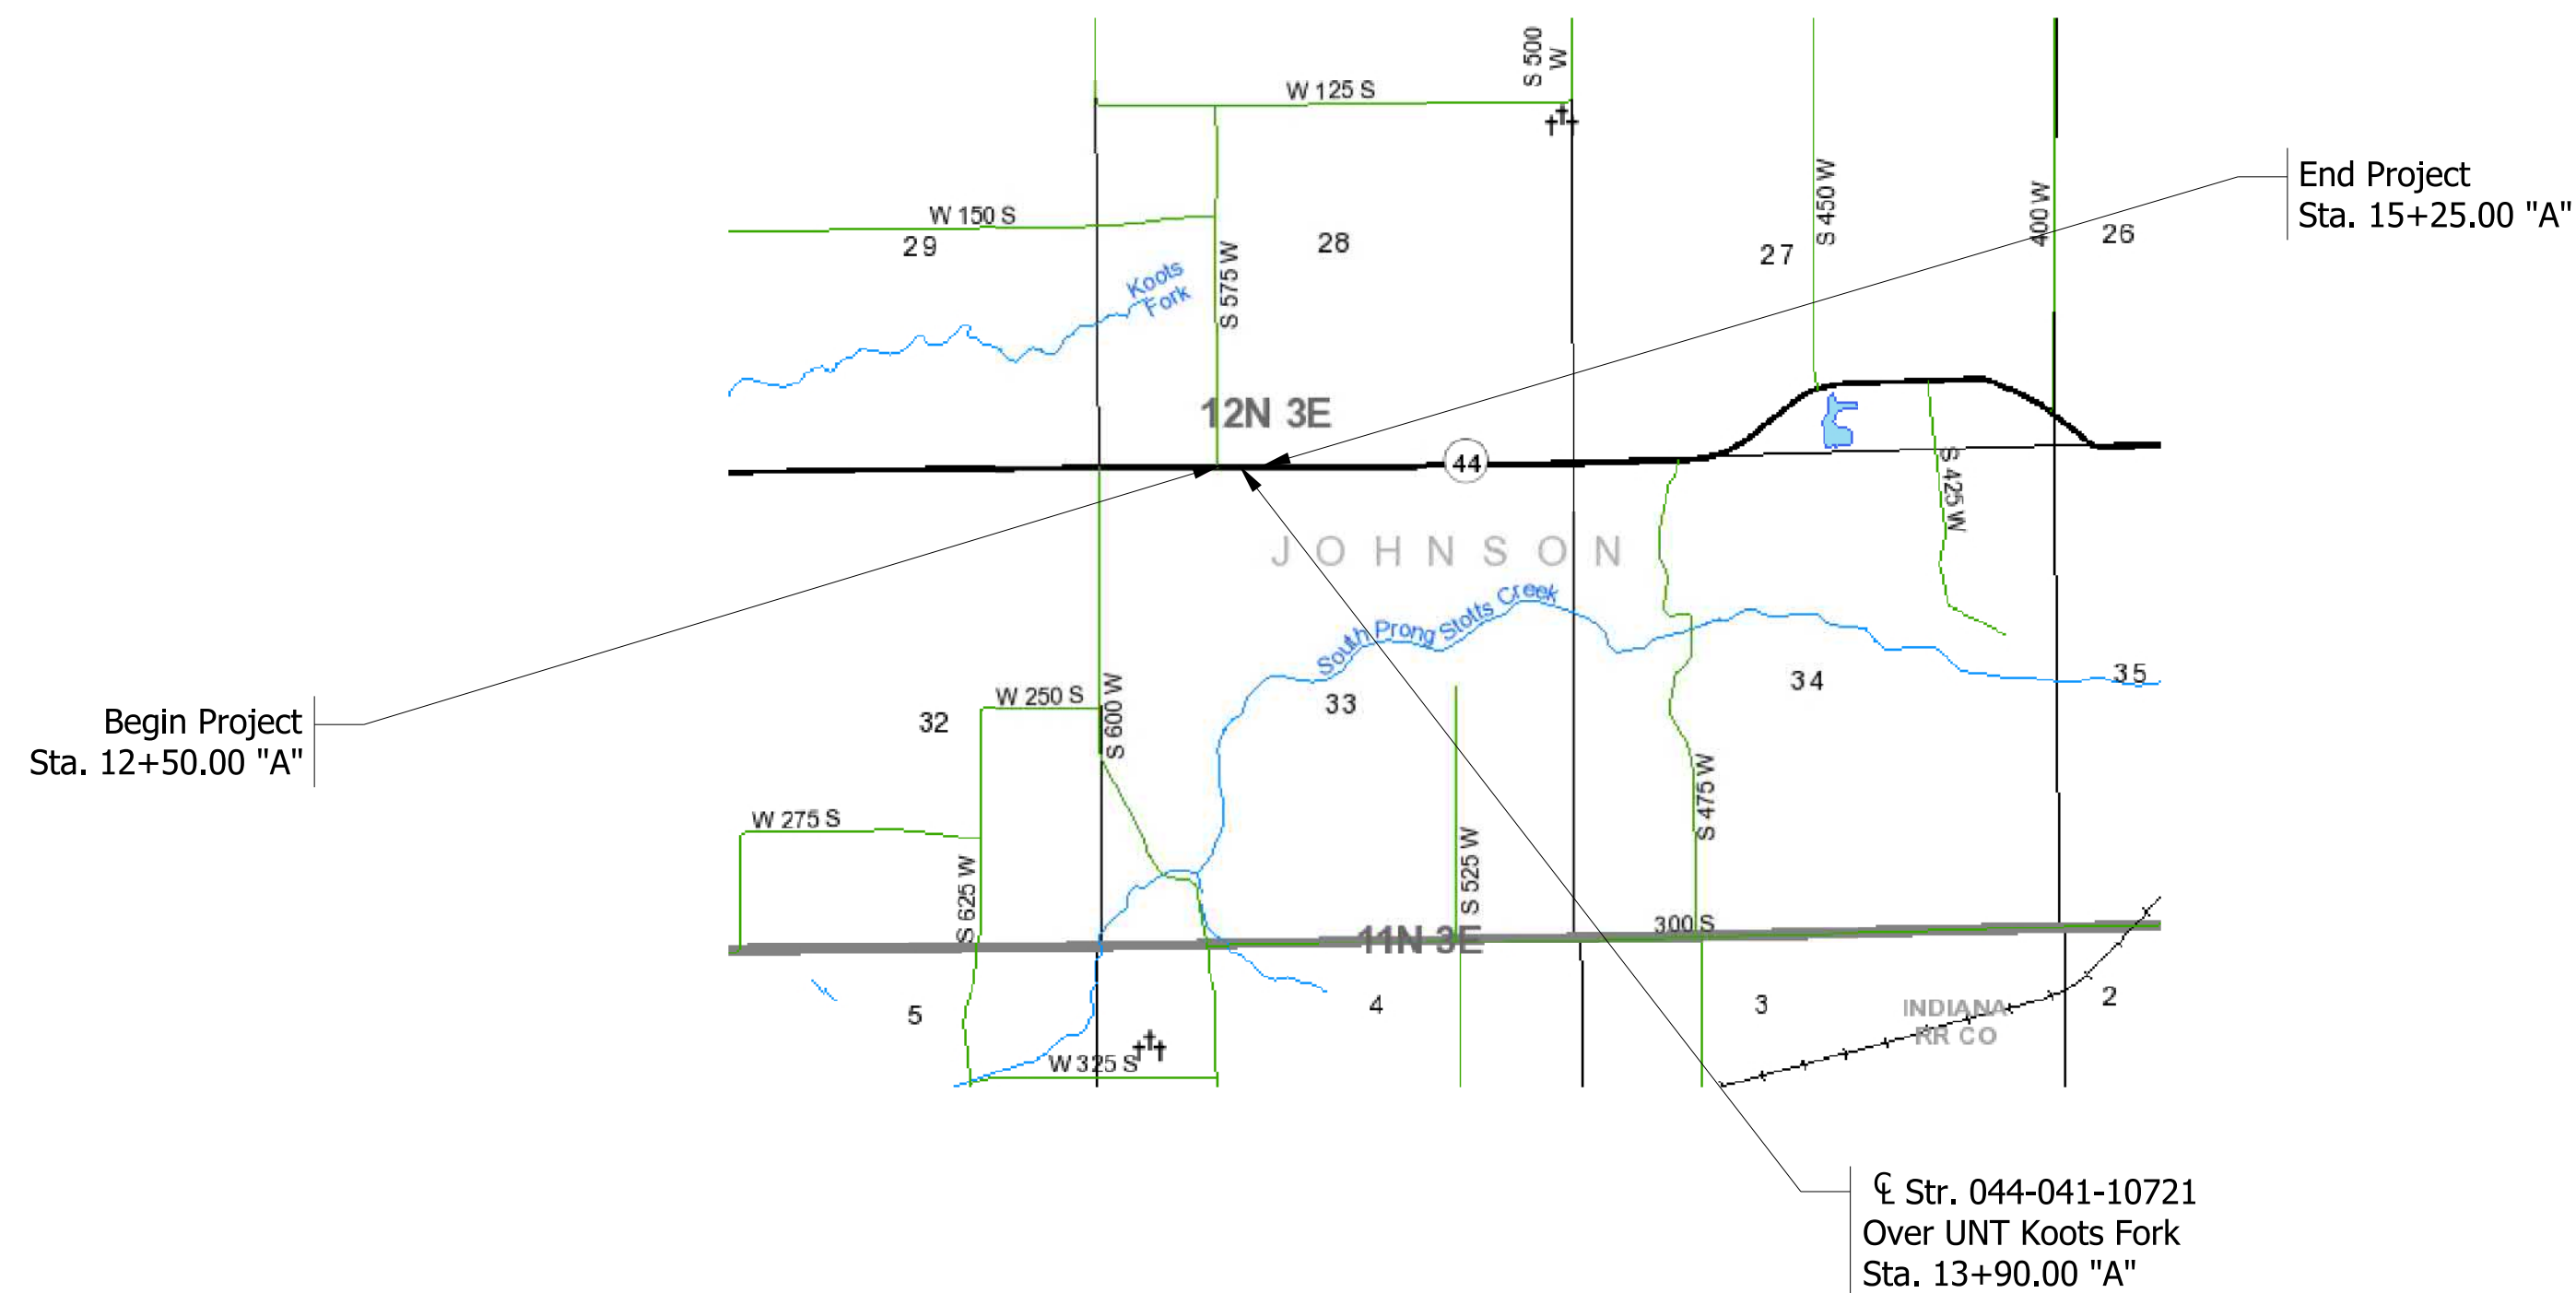 S 500
W
W 125 S
End Project
Sta. 15+25.00 "A"
S 450 W
400 W
W 150 S
29
28
27
26
S 575 W
Koots
Fork
12N 3E
44
S 425 W
JOHNSON
South Prong Stotts Creek
Begin Project
Sta. 12+50.00 "A"
32
W 250 S
S 600 W
33
34
35
W 275 S
S 625 W
S 525 W
S 475 W
300 S
11N 3E
5
4
3
2
INDIANA
RR CO
W 325 S
℄ Str. 044-041-10721
Over UNT Koots Fork
Sta. 13+90.00 "A"